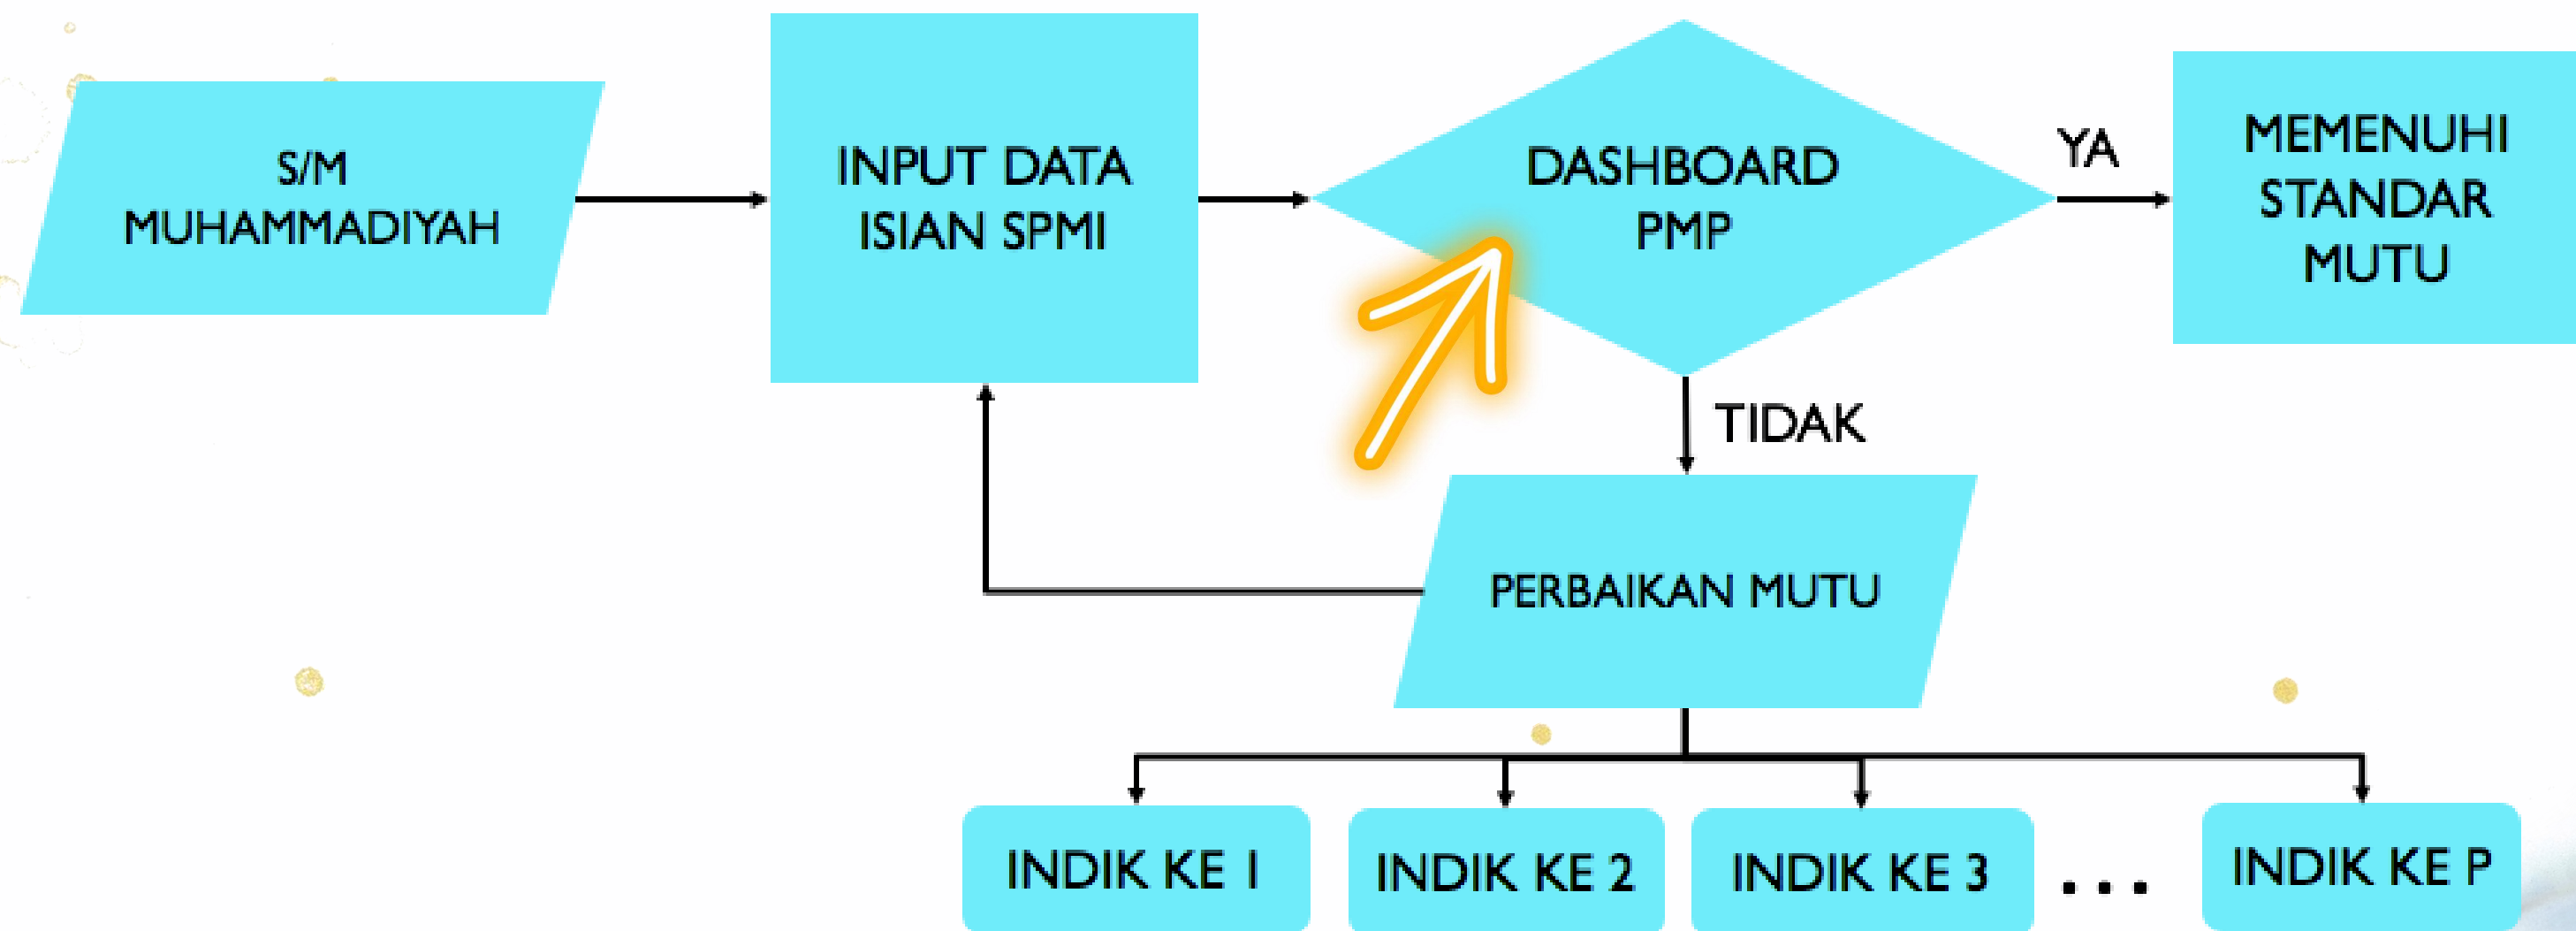 S/M
MUHAMMADIYAH
INPUT DATA
ISIAN SPMI
DASHBOARD
PMP
YA
MEMENUHI
STANDAR
MUTU
TIDAK
PERBAIKAN MUTU
INDIK KE 1
INDIK KE 2
INDIK KE 3
...
INDIK KE P